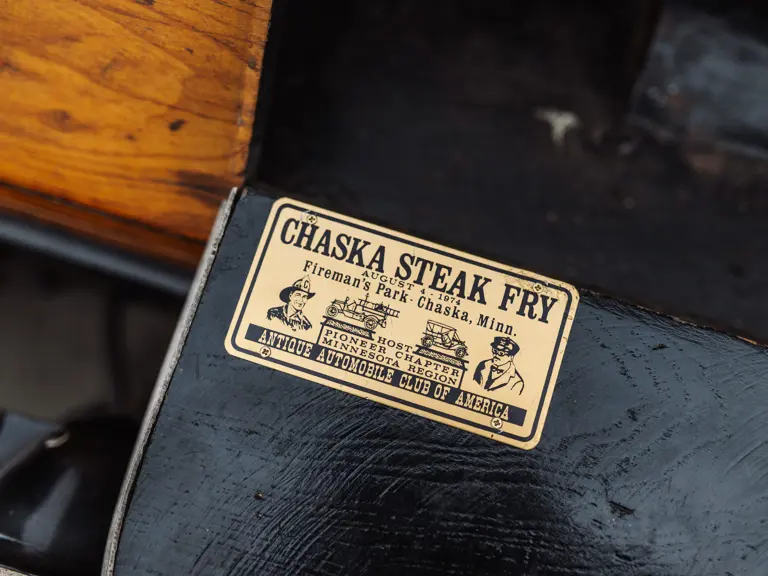 CHASKA STEAK FRY
AUGUST 4 - 1974
Fireman's Park - Chaska, Minn.
HOST
PIONEER CHAPTER
MINNESOTA REGION
ANTIQUE AUTOMOBILE CLUB OF AMERICA